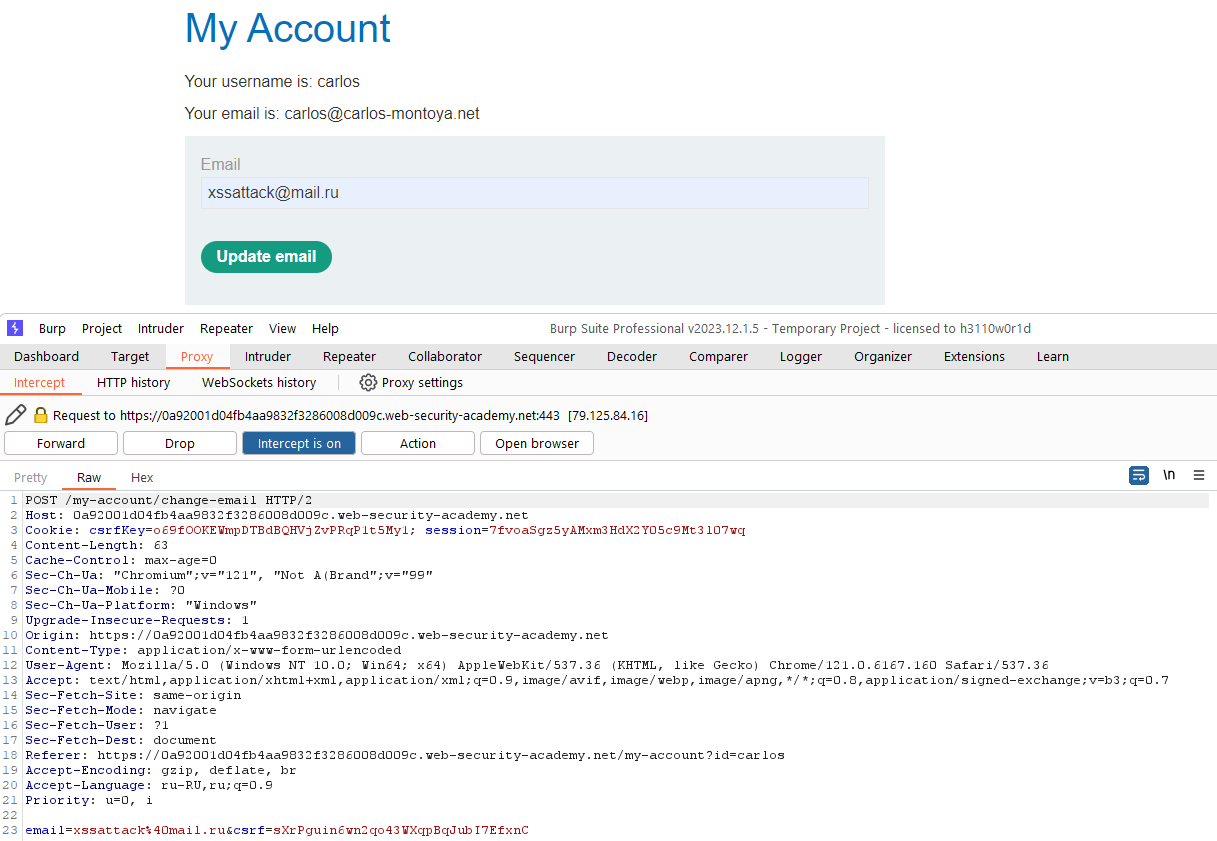 My Account
Your username is: carlos
Your email is: carlos@carlos-montoya.net
Email
xssattack@mail.ru
Update email
Burp Project Intruder Repeater View Help Burp Suite Professional v2023.12.1.5 - Temporary Project - licensed to h3110w0r1d
Dashboard Target Proxy Intruder Repeater Collaborator Sequencer Decoder Comparer Logger Organizer Extensions Learn
Intercept HTTP history WebSockets history Proxy settings
Request to https://0a92001d04fb4aa9832f3286008d009c.web-security-academy.net:443 [79.125.84.16]
Forward Drop Intercept is on Action Open browser
Pretty Raw Hex \n
1 POST /my-account/change-email HTTP/2
2 Host: 0a92001d04fb4aa9832f3286008d009c.web-security-academy.net
3 Cookie: csrfKey=o69fOOKEWmpDTBdBQHVjZvPRqP1t5My1; session=7fvoaSgz5yAMxm3HdX2Y05c9Mt3l07wq
4 Content-Length: 63
5 Cache-Control: max-age=0
6 Sec-Ch-Ua: "Chromium";v="121", "Not A(Brand";v="99"
7 Sec-Ch-Ua-Mobile: ?0
8 Sec-Ch-Ua-Platform: "Windows"
9 Upgrade-Insecure-Requests: 1
10 Origin: https://0a92001d04fb4aa9832f3286008d009c.web-security-academy.net
11 Content-Type: application/x-www-form-urlencoded
12 User-Agent: Mozilla/5.0 (Windows NT 10.0; Win64; x64) AppleWebKit/537.36 (KHTML, like Gecko) Chrome/121.0.6167.160 Safari/537.36
13 Accept: text/html,application/xhtml+xml,application/xml;q=0.9,image/avif,image/webp,image/apng,*/*;q=0.8,application/signed-exchange;v=b3;q=0.7
14 Sec-Fetch-Site: same-origin
15 Sec-Fetch-Mode: navigate
16 Sec-Fetch-User: ?1
17 Sec-Fetch-Dest: document
18 Referer: https://0a92001d04fb4aa9832f3286008d009c.web-security-academy.net/my-account?id=carlos
19 Accept-Encoding: gzip, deflate, br
20 Accept-Language: ru-RU,ru;q=0.9
21 Priority: u=0, i
22
23 email=xssattack%40mail.ru&csrf=sXrPguin6wn2qo43WXqpBqJubI7EfxnC